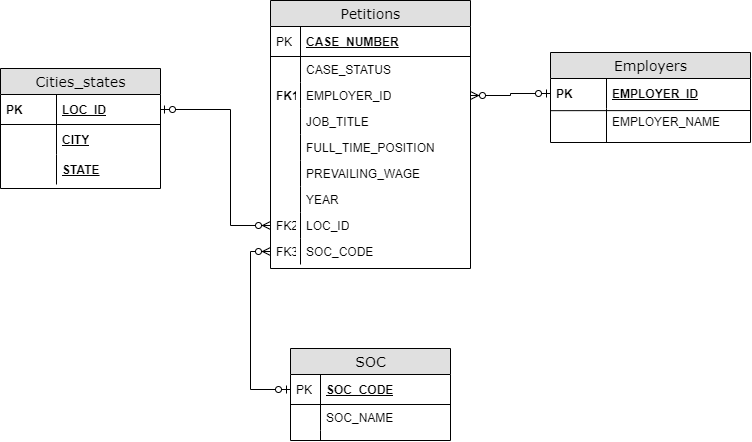 Petitions
PK CASE_NUMBER
CASE_STATUS
FK1 EMPLOYER_ID
JOB_TITLE
FULL_TIME_POSITION
PREVAILING_WAGE
YEAR
FK2 LOC_ID
FK3 SOC_CODE
Cities_states
PK LOC_ID
CITY
STATE
Employers
PK EMPLOYER_ID
EMPLOYER_NAME
SOC
PK SOC_CODE
SOC_NAME